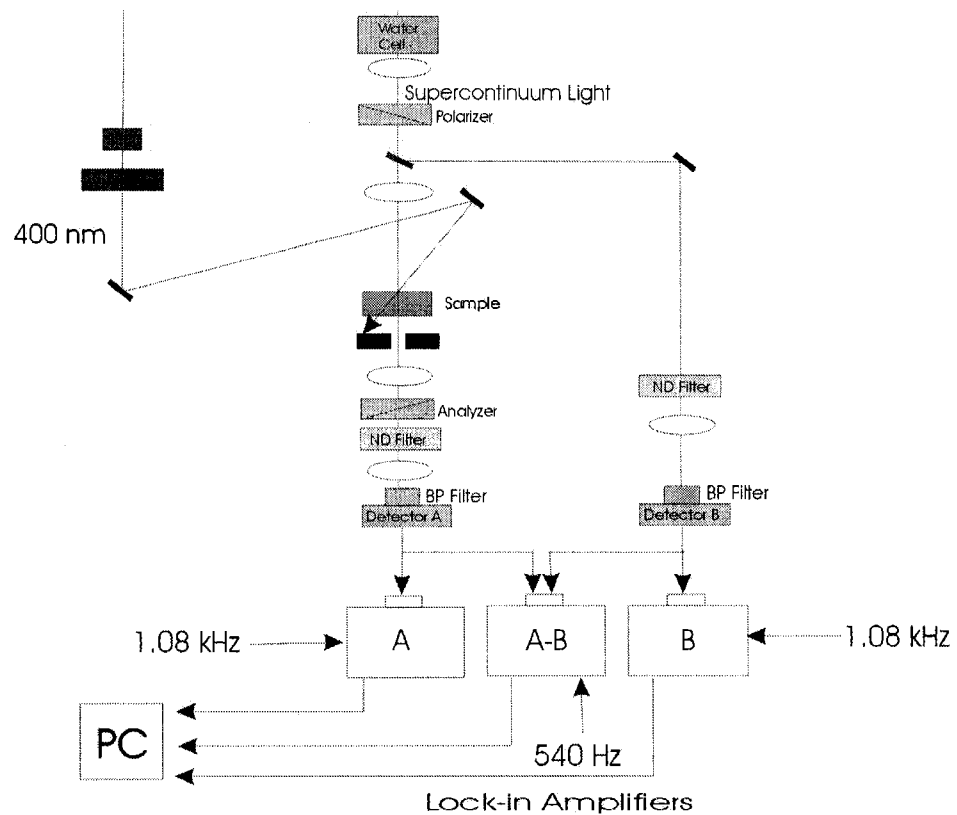 Water
Cell
Supercontinuum Light
Polarizer
400 nm
Sample
ND Filter
Analyzer
ND Filter
BP Filter
Detector A
BP Filter
Detector B
A
A-B
B
1.08 kHz
1.08 kHz
PC
540 Hz
Lock-in Amplifiers